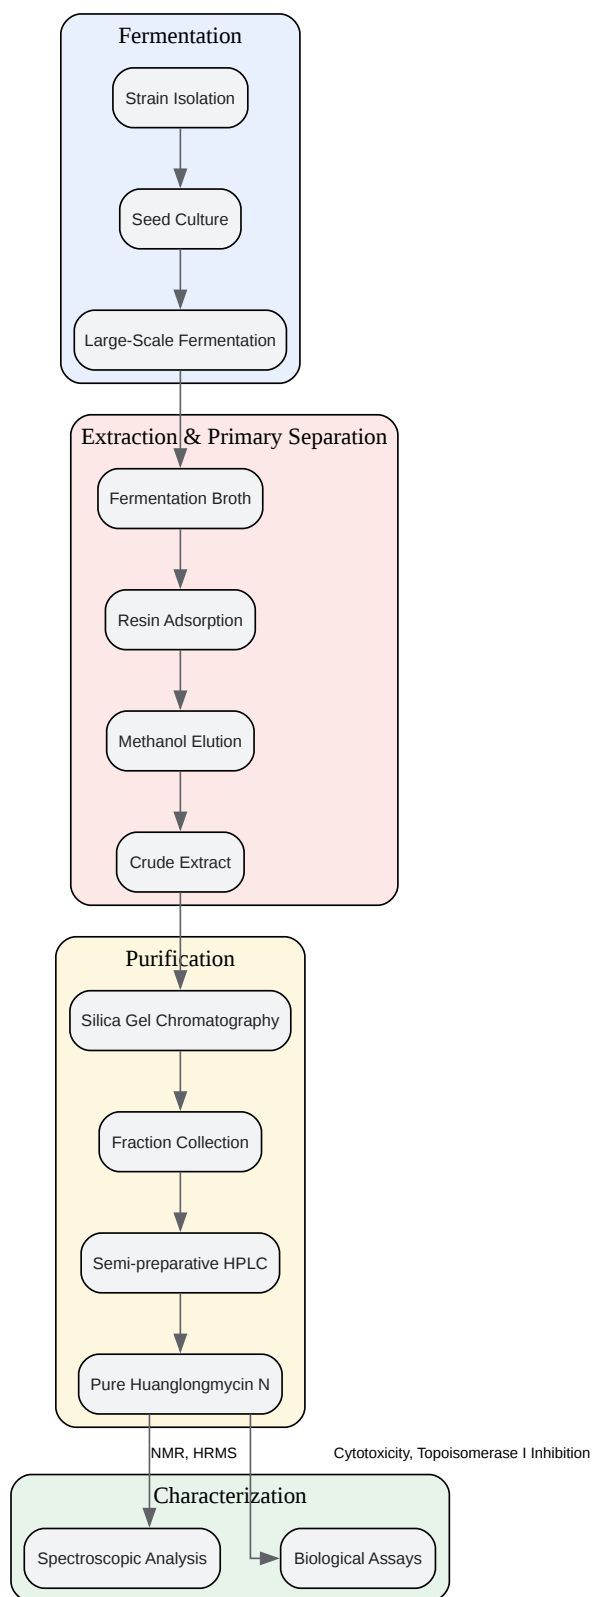 Fermentation
Strain Isolation
Seed Culture
Large-Scale Fermentation
Extraction & Primary Separation
Fermentation Broth
Resin Adsorption
Methanol Elution
Crude Extract
Purification
Silica Gel Chromatography
Fraction Collection
Semi-preparative HPLC
Pure Huanglongmycin N
NMR, HRMS
Cytotoxicity, Topoisomerase I Inhibition
Characterization
Spectroscopic Analysis
Biological Assays